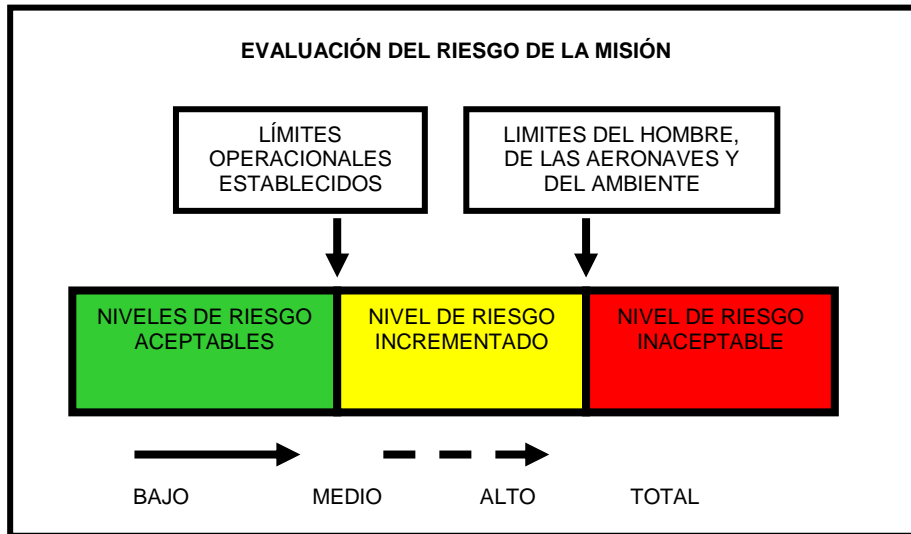 EVALUACIÓN DEL RIESGO DE LA MISIÓN
LÍMITES
OPERACIONALES
ESTABLECIDOS
LIMITES DEL HOMBRE,
DE LAS AERONAVES Y
DEL AMBIENTE
NIVELES DE RIESGO
ACEPTABLES
NIVEL DE RIESGO
INCREMENTADO
NIVEL DE RIESGO
INACEPTABLE
BAJO MEDIO ALTO TOTAL